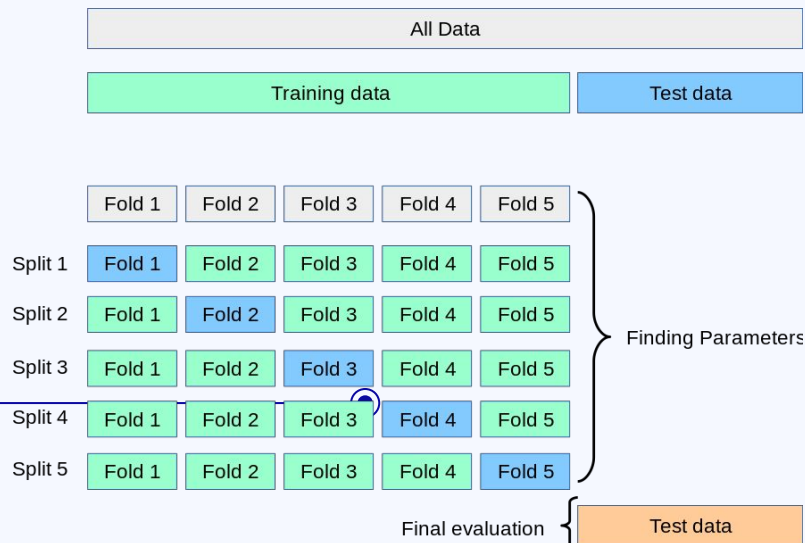 All Data
Training data Test data
Fold 1 Fold 2 Fold 3 Fold 4 Fold 5
Split 1 Fold 1 Fold 2 Fold 3 Fold 4 Fold 5
Split 2 Fold 1 Fold 2 Fold 3 Fold 4 Fold 5
Finding Parameters
Split 3 Fold 1 Fold 2 Fold 3 Fold 4 Fold 5
Split 4 Fold 1 Fold 2 Fold 3 Fold 4 Fold 5
Split 5 Fold 1 Fold 2 Fold 3 Fold 4 Fold 5
Final evaluation Test data